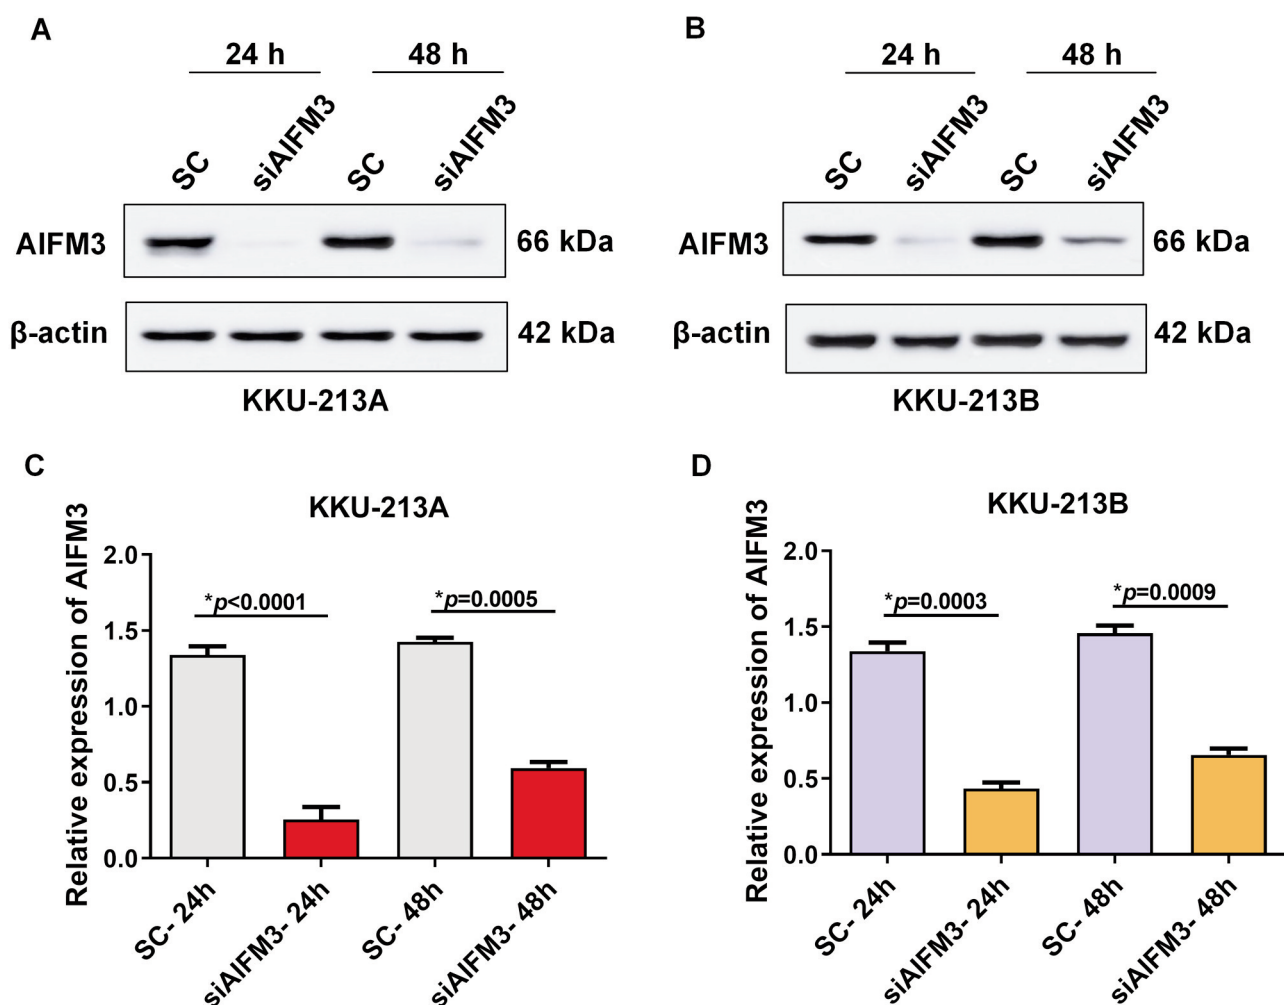 A
24 h 48 h
SC siAIFM3 SC siAIFM3
AIFM3 66 kDa
β-actin 42 kDa
KKU-213A
B
24 h 48 h
SC siAIFM3 SC siAIFM3
AIFM3 66 kDa
β-actin 42 kDa
KKU-213B
C
KKU-213A
Relative expression of AIFM3
2.0
1.5
1.0
0.5
0.0
*p<0.0001
*p=0.0005
SC- 24h
siAIFM3- 24h
SC- 48h
siAIFM3- 48h
D
KKU-213B
Relative expression of AIFM3
2.0
1.5
1.0
0.5
0.0
*p=0.0003
*p=0.0009
SC- 24h
siAIFM3- 24h
SC- 48h
siAIFM3- 48h